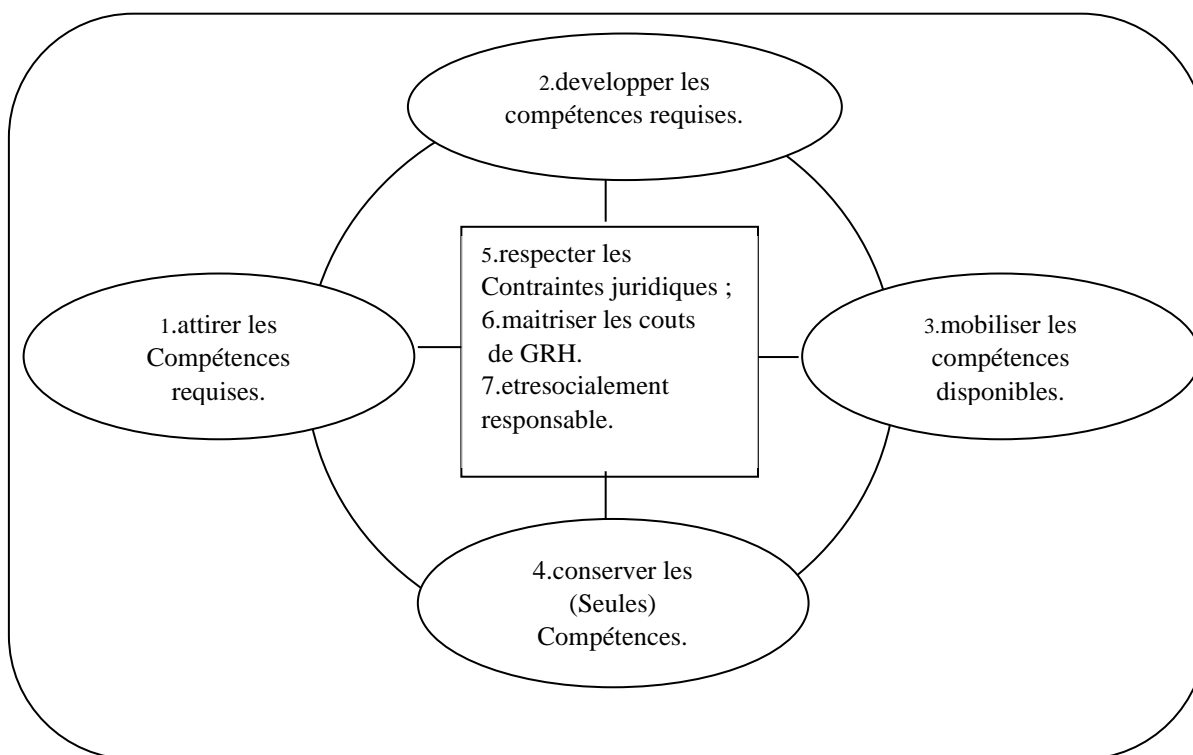 2.developper les
compétences requises.
5.respecter les
Contraintes juridiques ;
6.maitriser les couts
de GRH.
7.etresocialement
responsable.
1.attirer les
Compétences
requises.
3.mobiliser les
compétences
disponibles.
4.conserver les
(Seules)
Compétences.